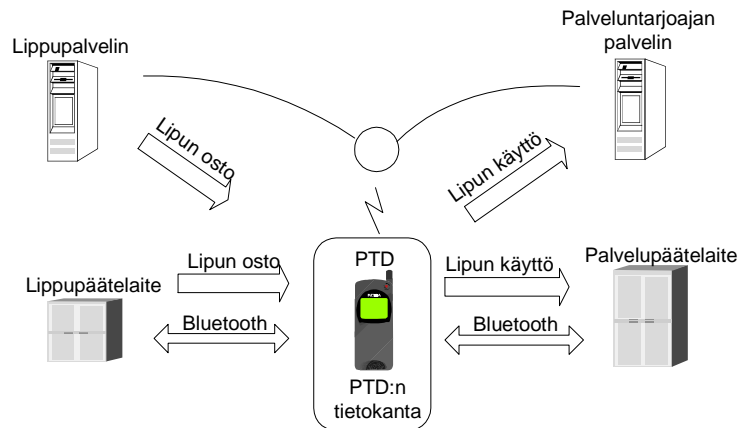 Lippupalvelin
Palveluntarjoajan
palvelin
Lipun osto
Lipun käyttö
Lippupäätelaite
Lipun osto
Bluetooth
PTD
PTD:n
tietokanta
Lipun käyttö
Bluetooth
Palvelupäätelaite